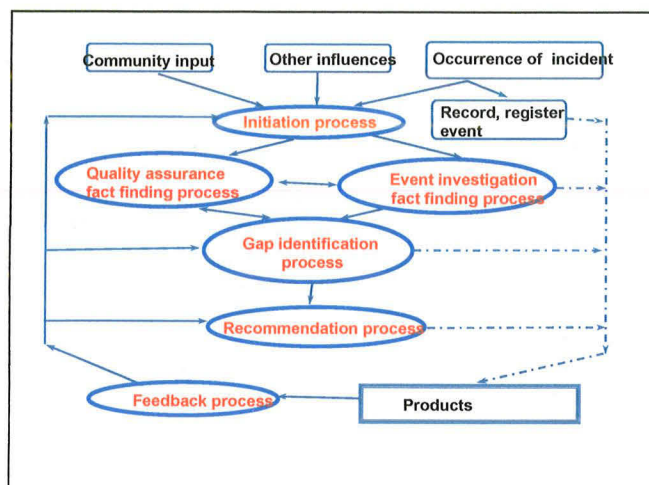 Community input
Other influences
Occurrence of incident
Initiation process
Record, register
event
Quality assurance
fact finding process
Event investigation
fact finding process
Gap identification
process
Recommendation process
Feedback process
Products